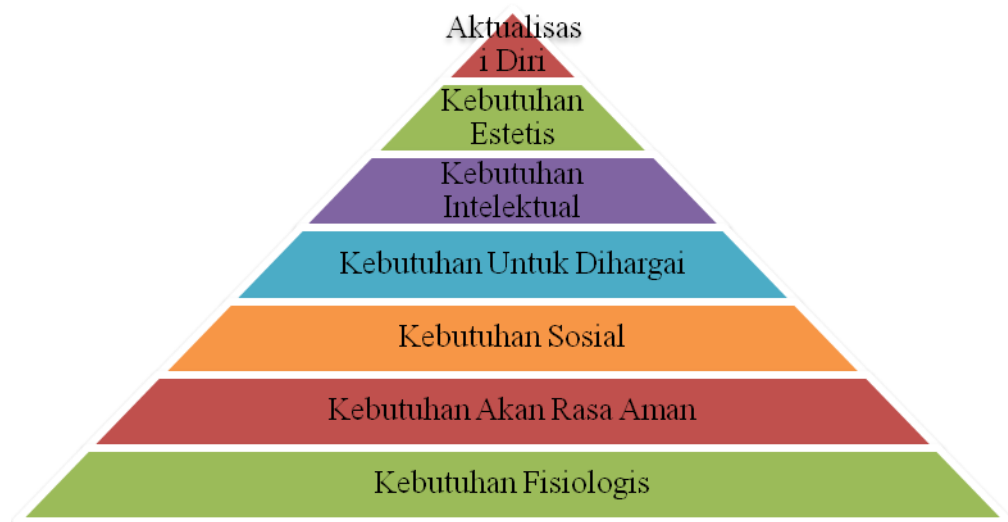 Aktualisas
i Diri
Kebutuhan
Estetis
Kebutuhan
Intelektual
Kebutuhan Untuk Dihargai
Kebutuhan Sosial
Kebutuhan Akan Rasa Aman
Kebutuhan Fisiologis